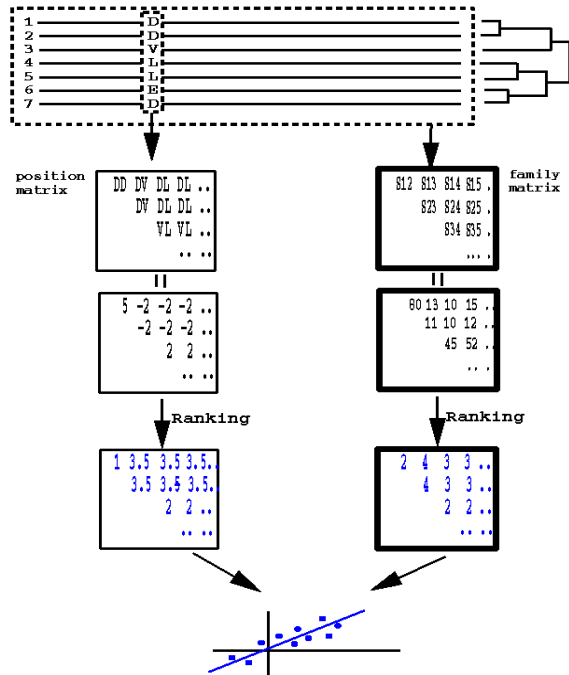 1 D
2 D
3 V
4 L
5 L
6 E
7 D
position matrix
family matrix
DD DV DL DL ..
DV DL DL ..
VL VL ..
.. ..
S12 S13 S14 S15 .
S23 S24 S25 .
S34 S35 .
... .
=
=
5 -2 -2 -2 ..
-2 -2 -2 ..
2 2 ..
.. ..
80 13 10 15 ..
11 10 12 ..
45 52 ..
... .
Ranking
Ranking
1 3.5 3.5 3.5..
3.5 3.5 3.5..
2 2 ..
.. ..
2 4 3 3 ..
4 3 3 ..
2 2 ..
.. ..